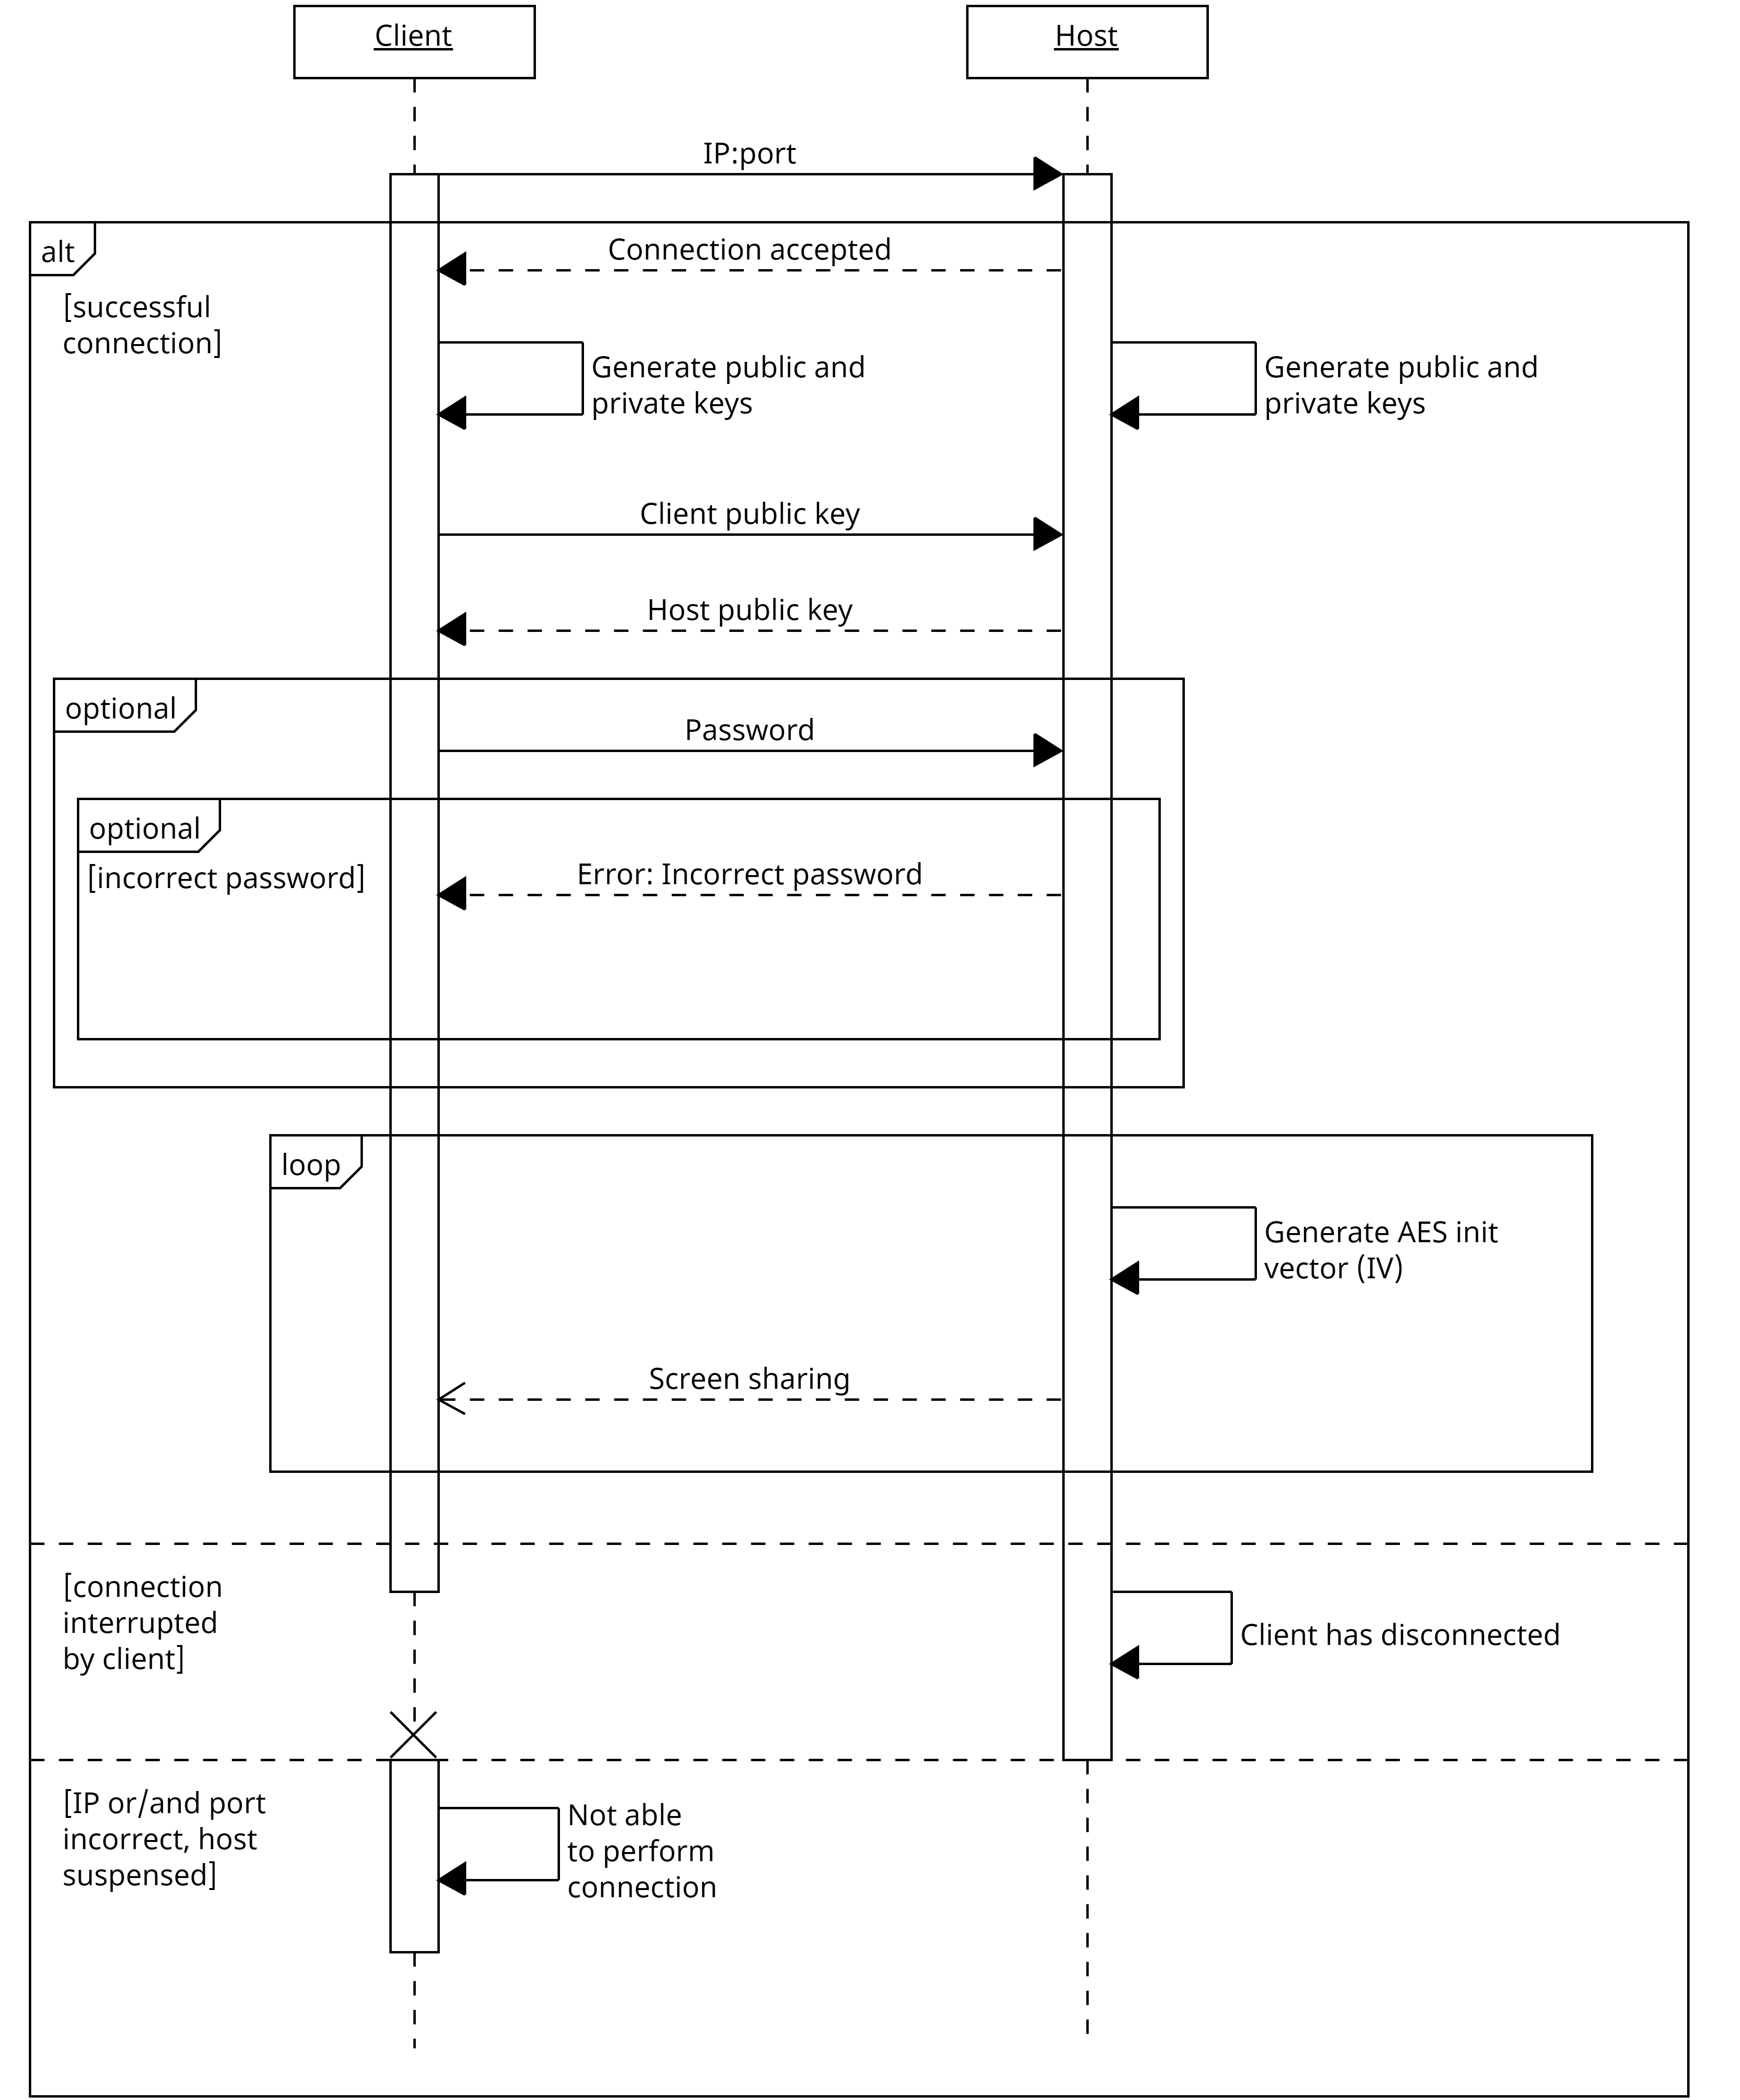 Client
Host
IP:port
alt
Connection accepted
[successful
connection]
Generate public and
private keys
Generate public and
private keys
Client public key
Host public key
optional
Password
optional
[incorrect password]
Error: Incorrect password
loop
Generate AES init
vector (IV)
Screen sharing
[connection
interrupted
by client]
Client has disconnected
[IP or/and port
incorrect, host
suspensed]
Not able
to perform
connection